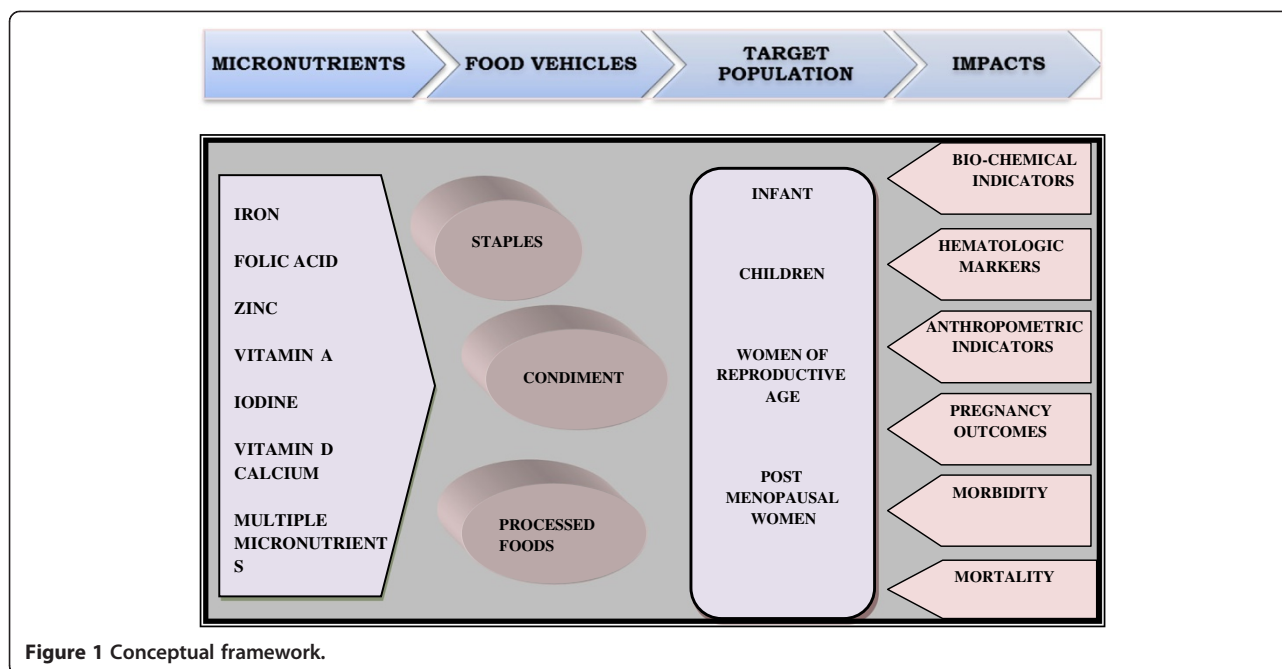 MICRONUTRIENTS
FOOD VEHICLES
TARGET
POPULATION
IMPACTS
IRON
FOLIC ACID
ZINC
VITAMIN A
IODINE
VITAMIN D
CALCIUM
MULTIPLE
MICRONUTRIENT
S
STAPLES
CONDIMENT
PROCESSED
FOODS
INFANT
CHILDREN
WOMEN OF
REPRODUCTIVE
AGE
POST
MENOPAUSAL
WOMEN
BIO-CHEMICAL
INDICATORS
HEMATOLOGIC
MARKERS
ANTHROPOMETRIC
INDICATORS
PREGNANCY
OUTCOMES
MORBIDITY
MORTALITY
Figure 1 Conceptual framework.